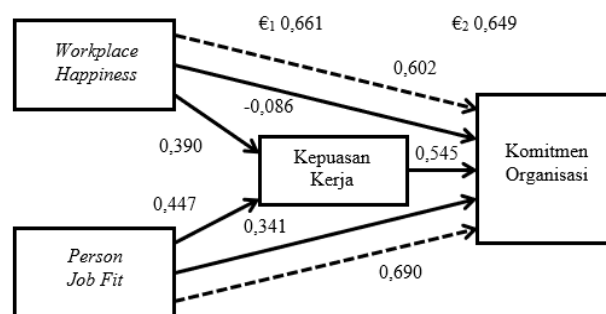 €₁ 0,661
€₂ 0,649
Workplace
Happiness
0,602
-0,086
0,390
Kepuasan
Kerja
0,545
Komitmen
Organisasi
0,447
0,341
Person
Job Fit
0,690